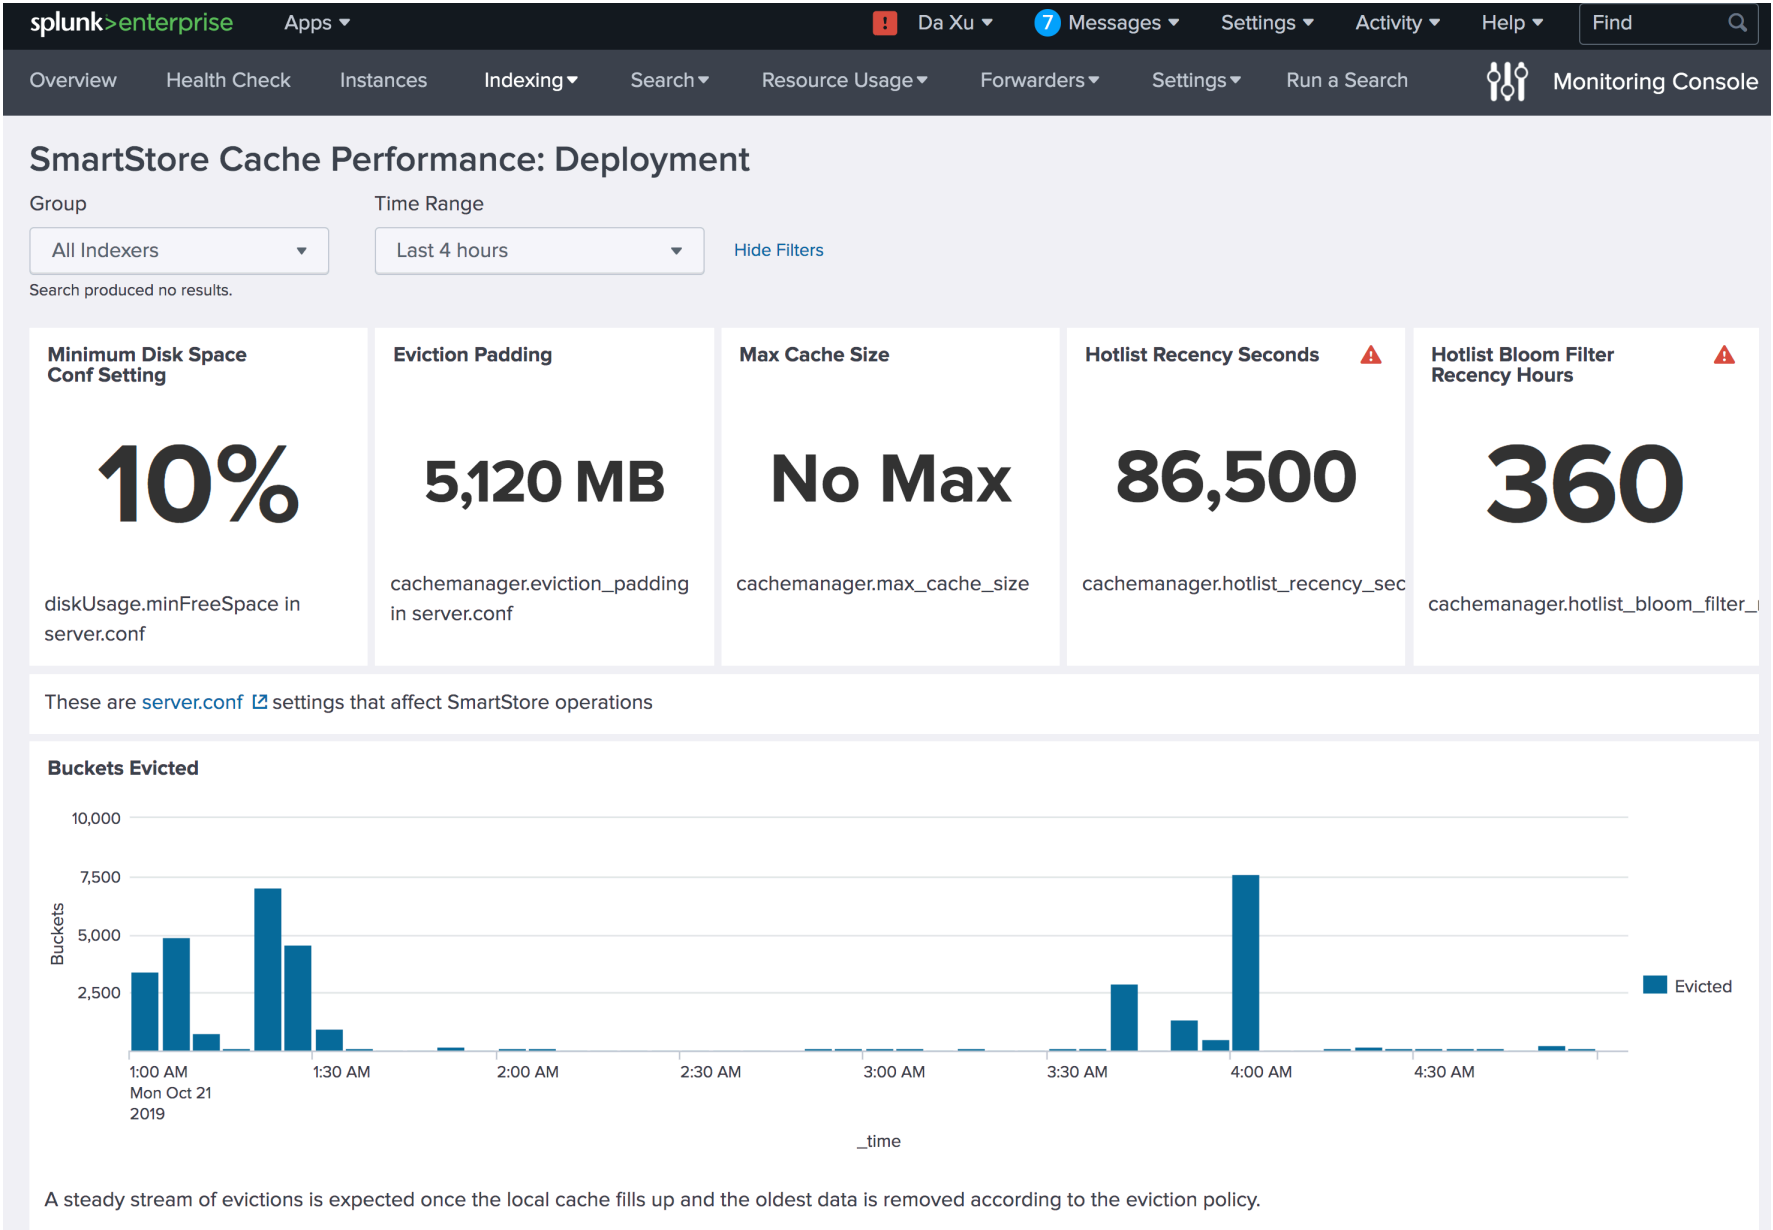 splunk>enterprise Apps Da Xu 7 Messages Settings Activity Help Find
Overview Health Check Instances Indexing Search Resource Usage Forwarders Settings Run a Search Monitoring Console
SmartStore Cache Performance: Deployment
Group Time Range
All Indexers Last 4 hours Hide Filters
Search produced no results.
Minimum Disk Space
Conf Setting
10%
diskUsage.minFreeSpace in
server.conf
Eviction Padding
5,120 MB
cachemanager.eviction_padding
in server.conf
Max Cache Size
No Max
cachemanager.max_cache_size
Hotlist Recency Seconds
86,500
cachemanager.hotlist_recency_sec
Hotlist Bloom Filter
Recency Hours
360
cachemanager.hotlist_bloom_filter_
These are server.conf settings that affect SmartStore operations
Buckets Evicted
10,000
7,500
5,000
2,500
Buckets
Evicted
1:00 AM 1:30 AM 2:00 AM 2:30 AM 3:00 AM 3:30 AM 4:00 AM 4:30 AM
Mon Oct 21
2019
_time
A steady stream of evictions is expected once the local cache fills up and the oldest data is removed according to the eviction policy.